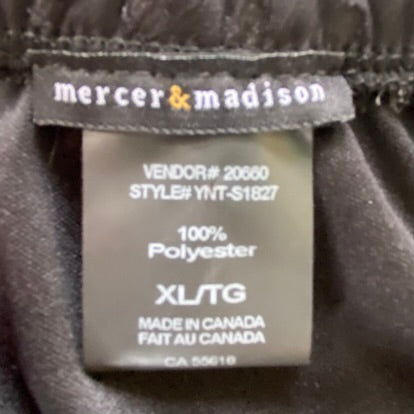 mercer&madison
VENDOR# 20660
STYLE# YNT-S1827
100%
Polyester
XL/TG
MADE IN CANADA
FAIT AU CANADA
CA 55618